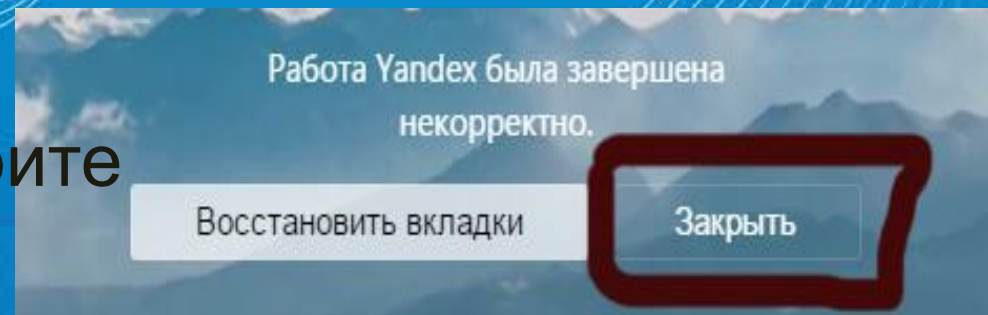 Работа Yandex была завершена
некорректно.
Восстановить вкладки Закрыть